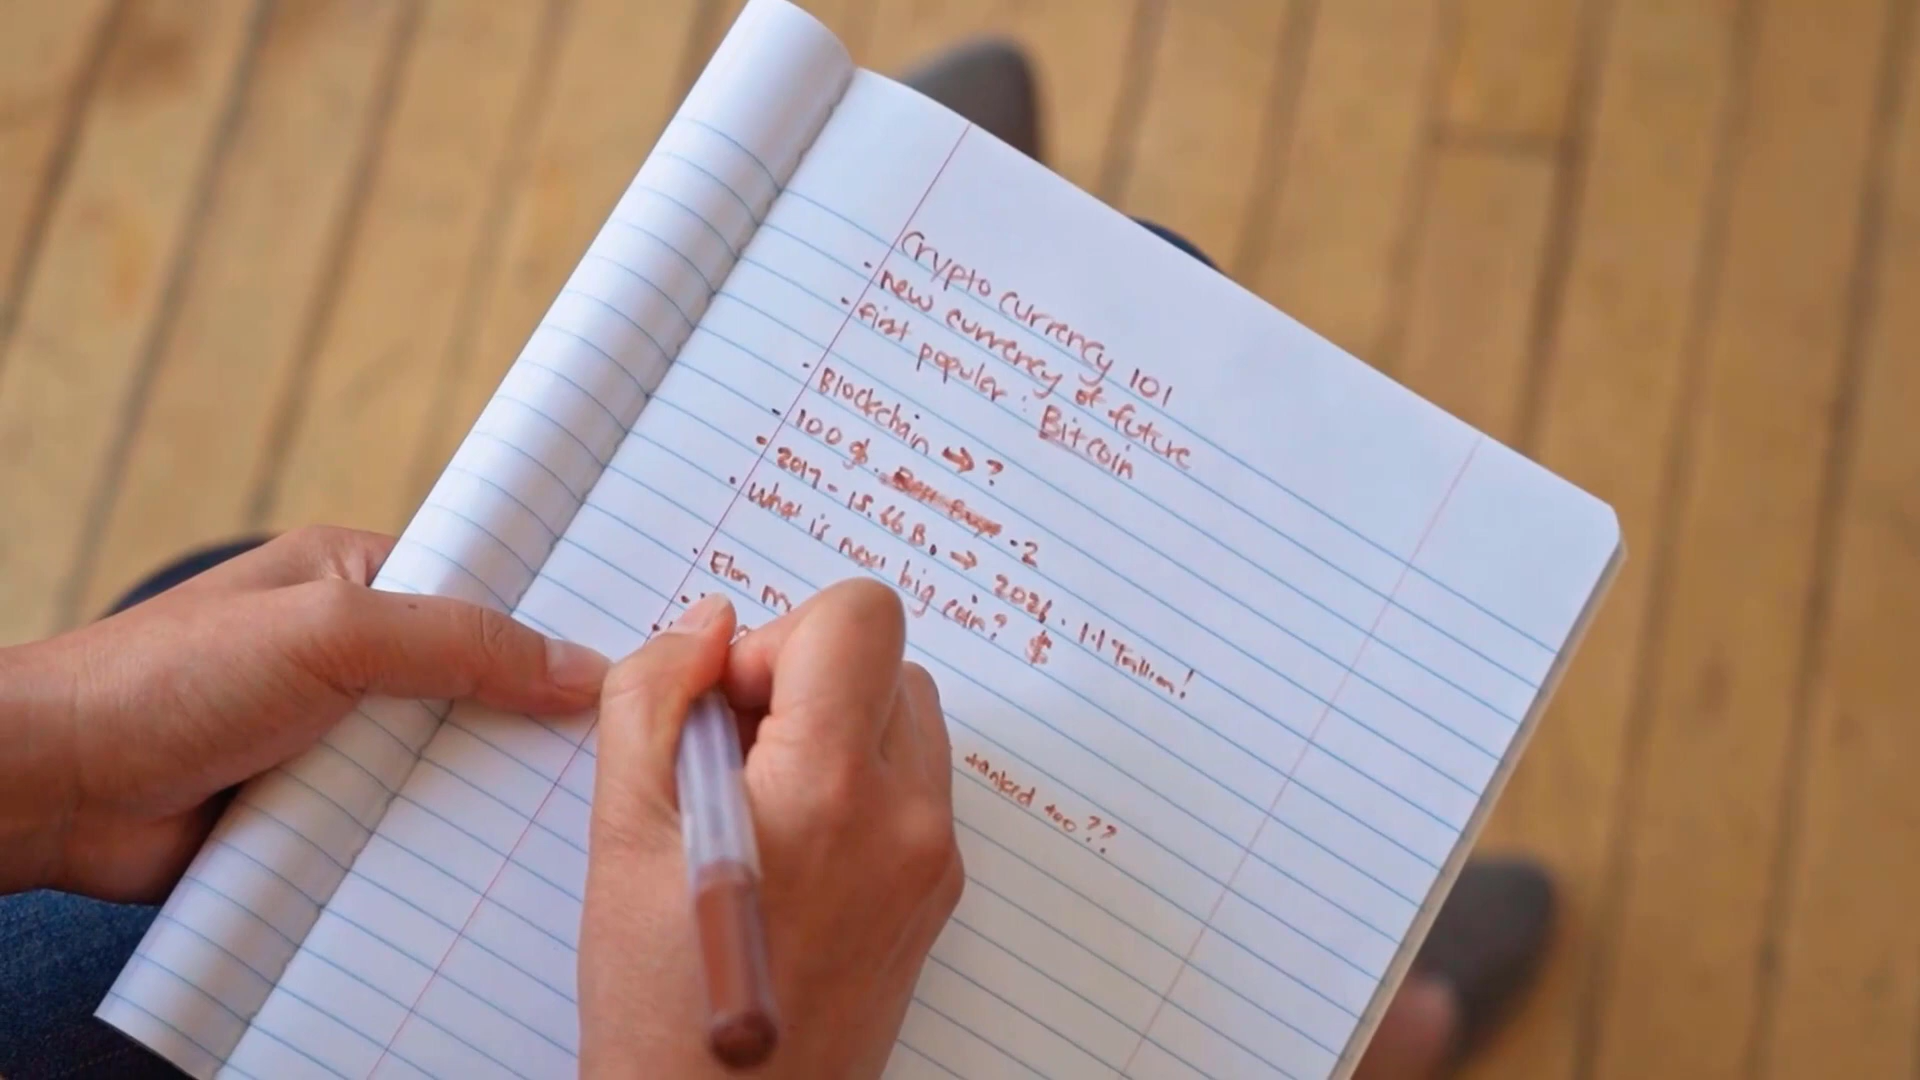 Crypto currency 101
• new currency of future
• first popular : Bitcoin
• Blockchain → ?
• 100 $. • 2
• 2017 - 15.66 B. → 2021. 1.1 Trillion!
• What is next big coin? $
• Elon m
tanked too ??